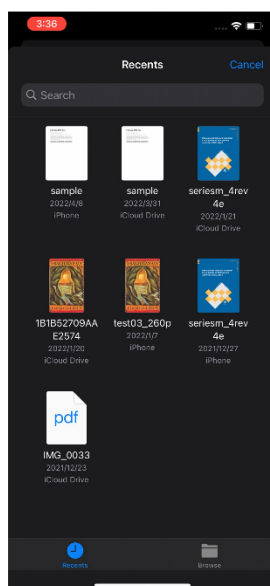 3:36
Recents
Cancel
Search
sample
2022/4/8
iPhone
sample
2022/3/31
iCloud Drive
seriesm_4rev
4e
2022/1/21
iCloud Drive
1B1B52709AA
E2574
2022/1/20
iCloud Drive
test03_260p
2022/1/7
iPhone
seriesm_4rev
4e
2021/12/27
iPhone
pdf
IMG_0033
2021/12/23
iCloud Drive
Recents
Browse